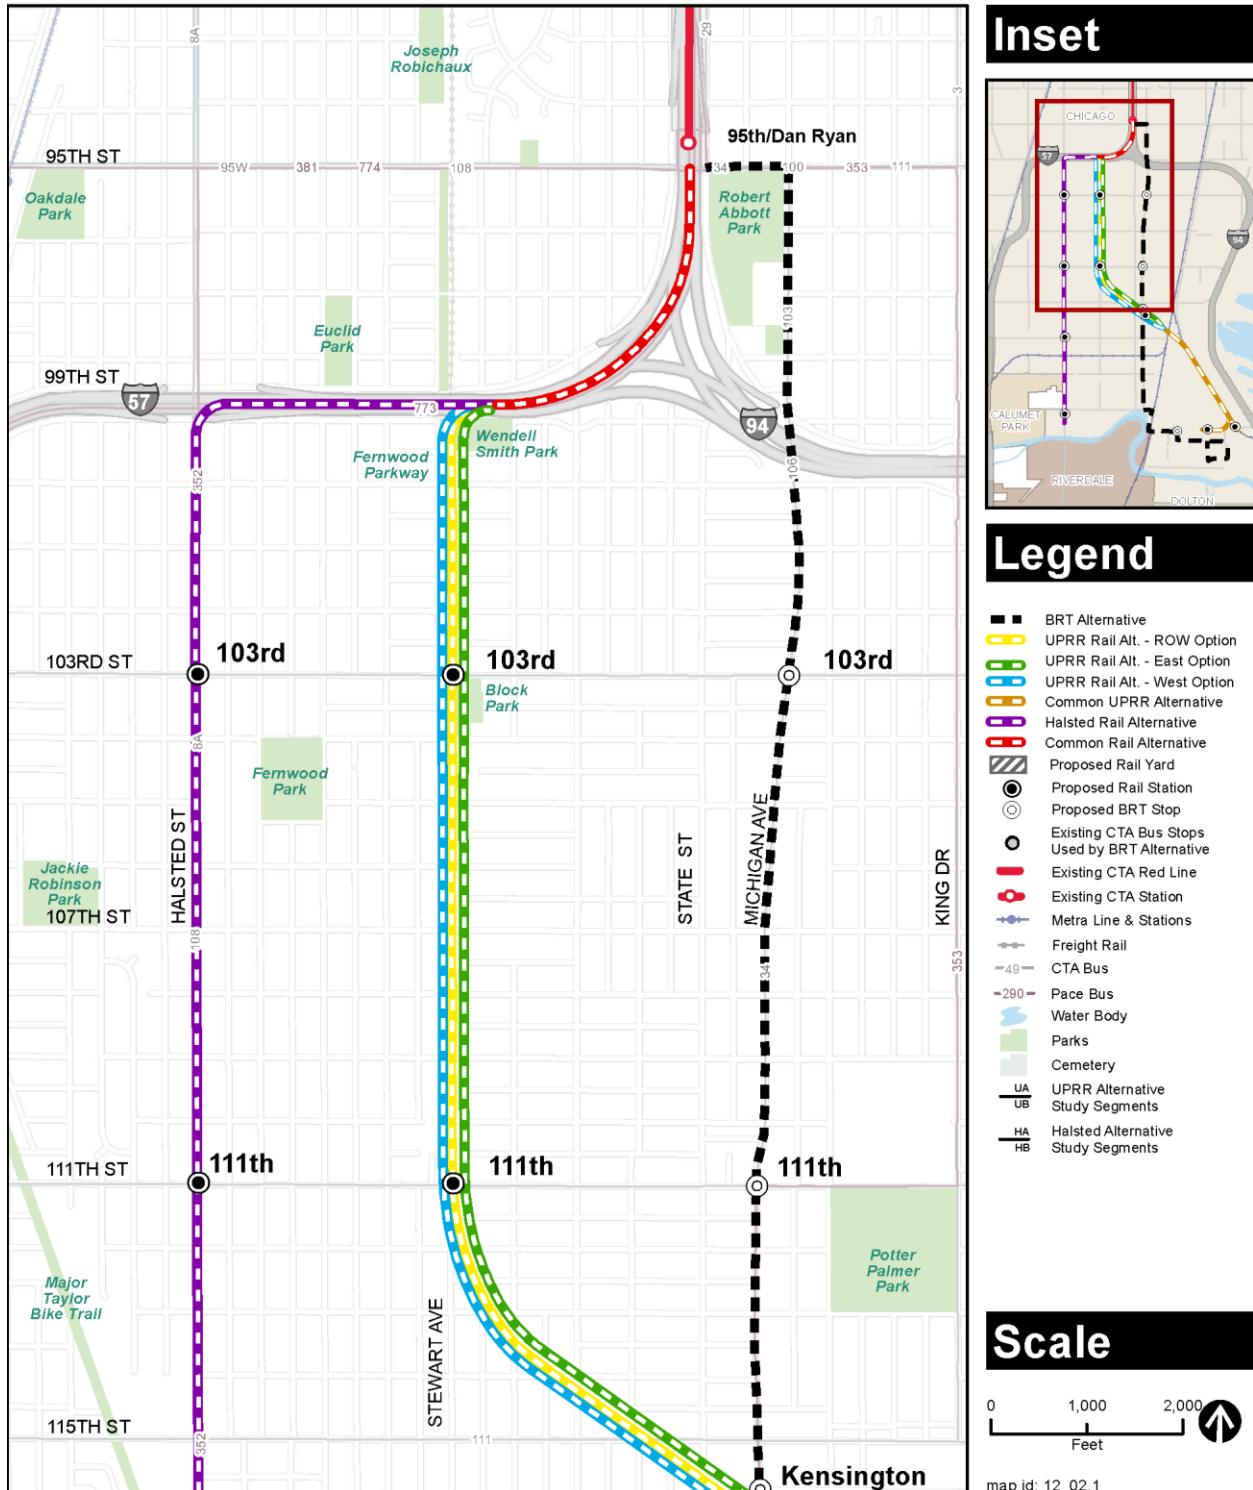 8A
29
3
Joseph
Robichaux
95th/Dan Ryan
95TH ST
95W
381
774
108
34
100
353
111
Oakdale
Park
Robert
Abbott
Park
103
Euclid
Park
99TH ST
57
773
94
Wendell
Smith Park
Fernwood
Parkway
352
106
103RD ST
103rd
103rd
103rd
Block
Park
8A
Fernwood
Park
HALSTED ST
STATE ST
MICHIGAN AVE
KING DR
Jackie
Robinson
Park
107TH ST
108
34
353
111TH ST
111th
111th
111th
Potter
Palmer
Park
Major
Taylor
Bike Trail
STEWART AVE
115TH ST
352
111
Kensington
Inset
CHICAGO
57
94
CALUMET
PARK
RIVERDALE
DOLTON
Legend
BRT Alternative
UPRR Rail Alt. - ROW Option
UPRR Rail Alt. - East Option
UPRR Rail Alt. - West Option
Common UPRR Alternative
Halsted Rail Alternative
Common Rail Alternative
Proposed Rail Yard
Proposed Rail Station
Proposed BRT Stop
Existing CTA Bus Stops
Used by BRT Alternative
Existing CTA Red Line
Existing CTA Station
Metra Line & Stations
Freight Rail
49 CTA Bus
290 Pace Bus
Water Body
Parks
Cemetery
UA UPRR Alternative
UB Study Segments
HA Halsted Alternative
HB Study Segments
Scale
0 1,000 2,000
Feet
map id: 12_02.1